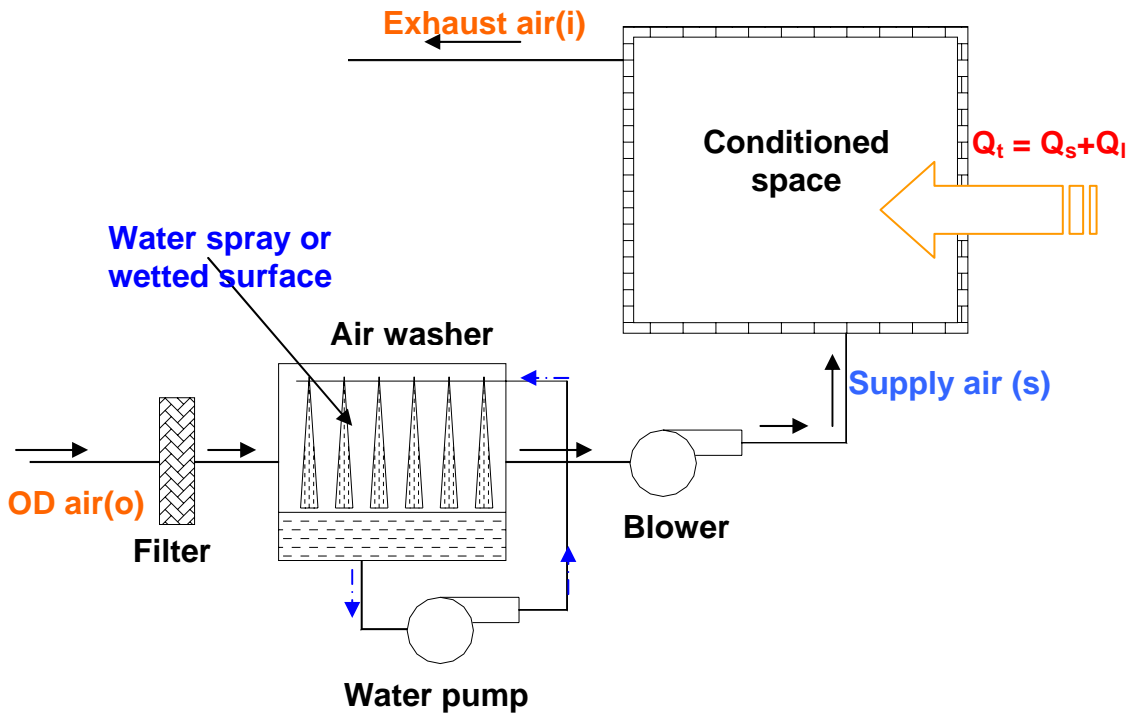 Exhaust air(i)
Conditioned
space
Qt = Qs+Ql
Water spray or
wetted surface
Air washer
Supply air (s)
OD air(o)
Filter
Blower
Water pump